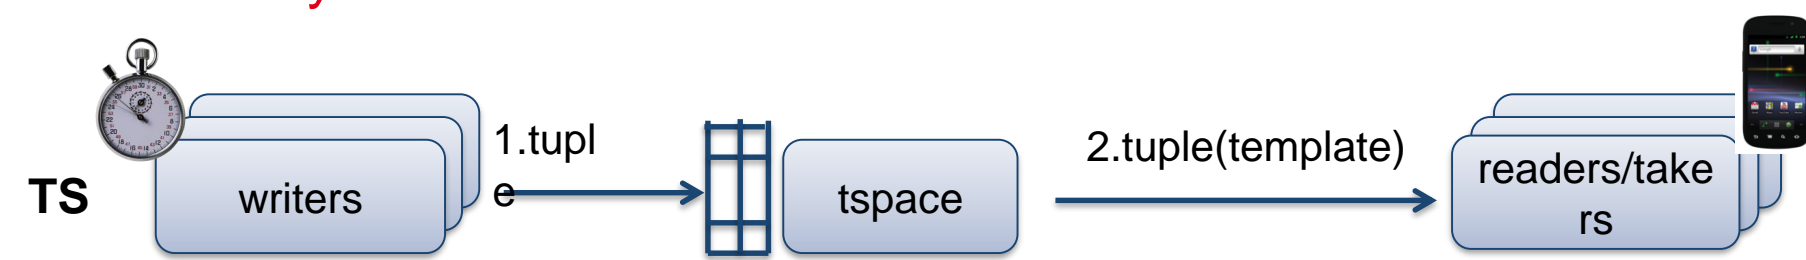 TS
writers
1.tupl
e
tspace
2.tuple(template)
readers/take
rs